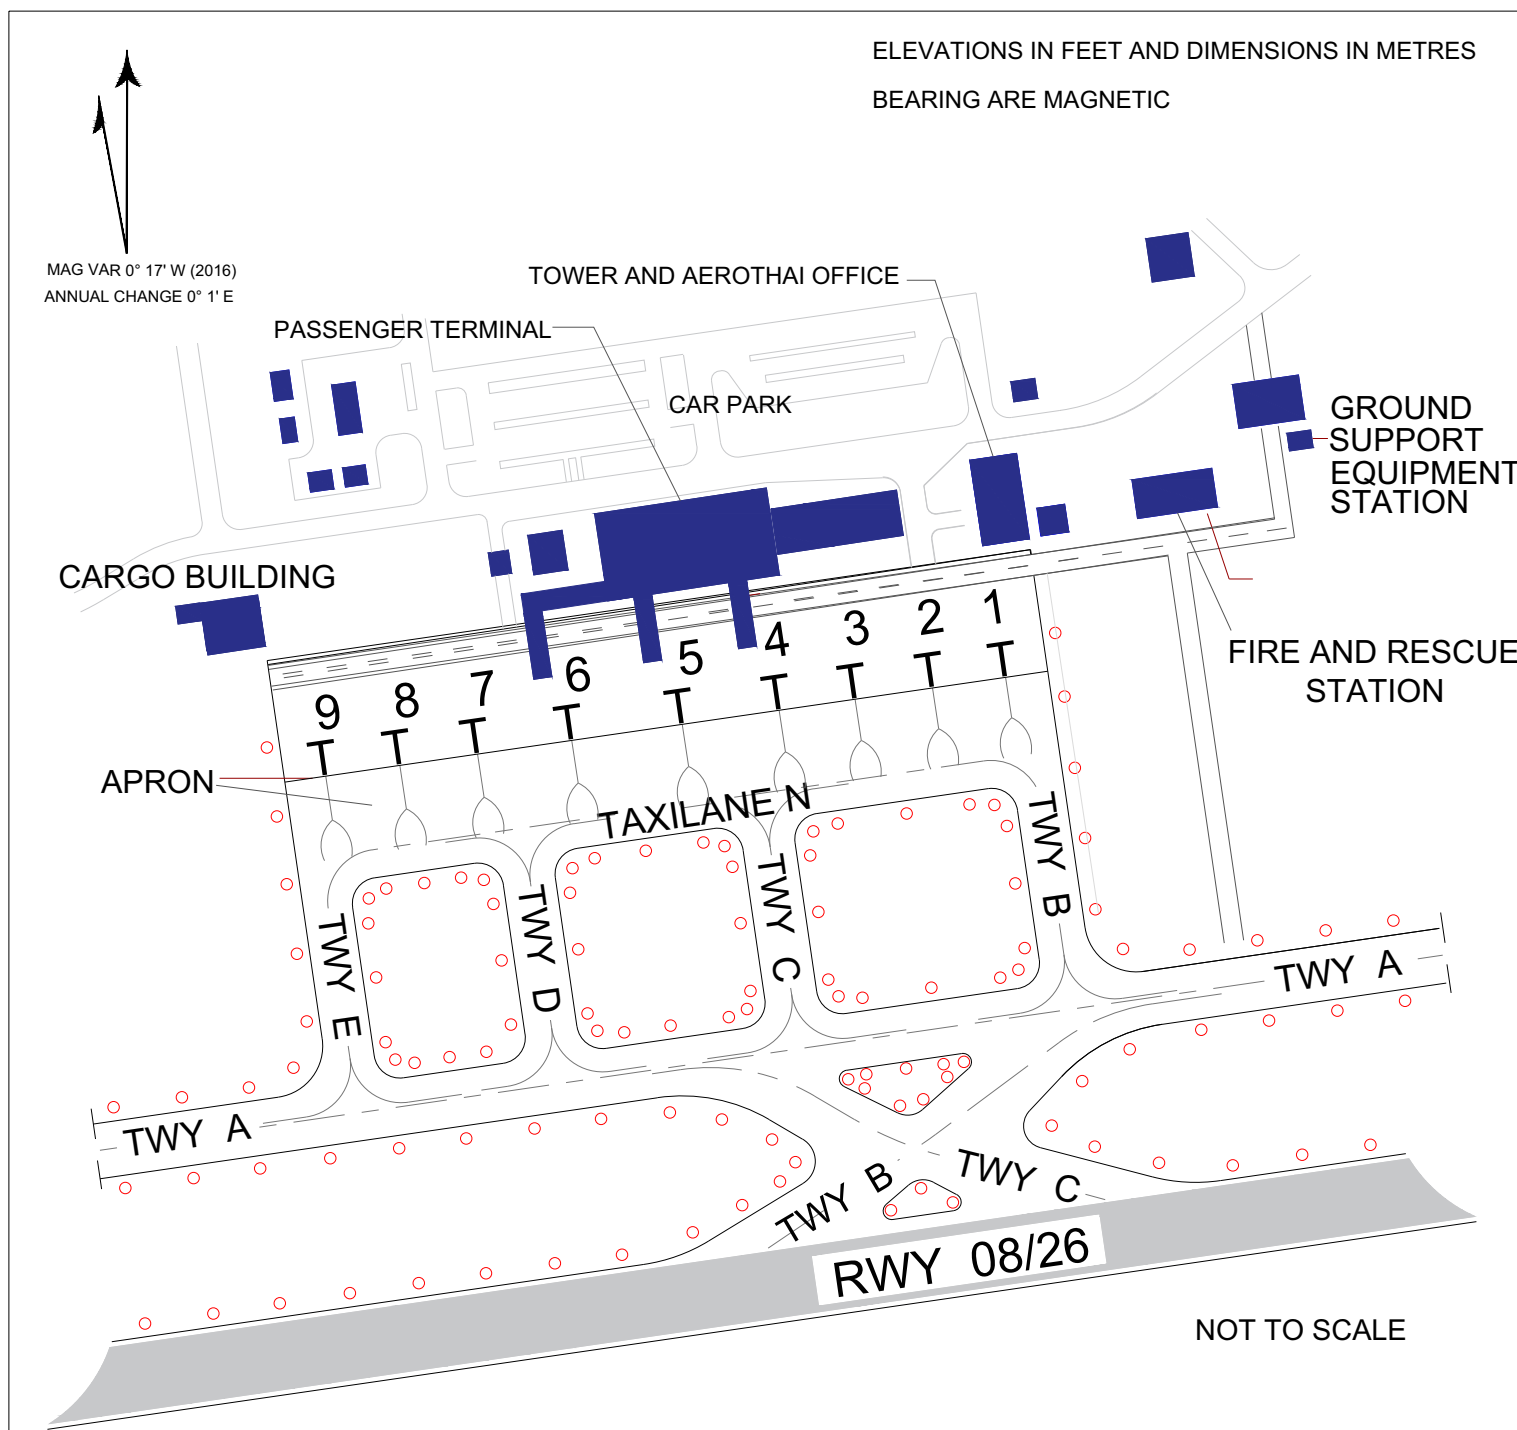 ELEVATIONS IN FEET AND DIMENSIONS IN METRES
BEARING ARE MAGNETIC
MAG VAR 0° 17' W (2016)
ANNUAL CHANGE 0° 1' E
TOWER AND AEROTHAI OFFICE
PASSENGER TERMINAL
CAR PARK
GROUND
SUPPORT
EQUIPMENT
STATION
CARGO BUILDING
FIRE AND RESCUE
STATION
9 8 7 6 5 4 3 2 1
T T T T T T T T T
APRON
TAXILANE N
TWY E
TWY D
TWY C
TWY B
TWY A
TWY A
TWY B
TWY C
RWY 08/26
NOT TO SCALE